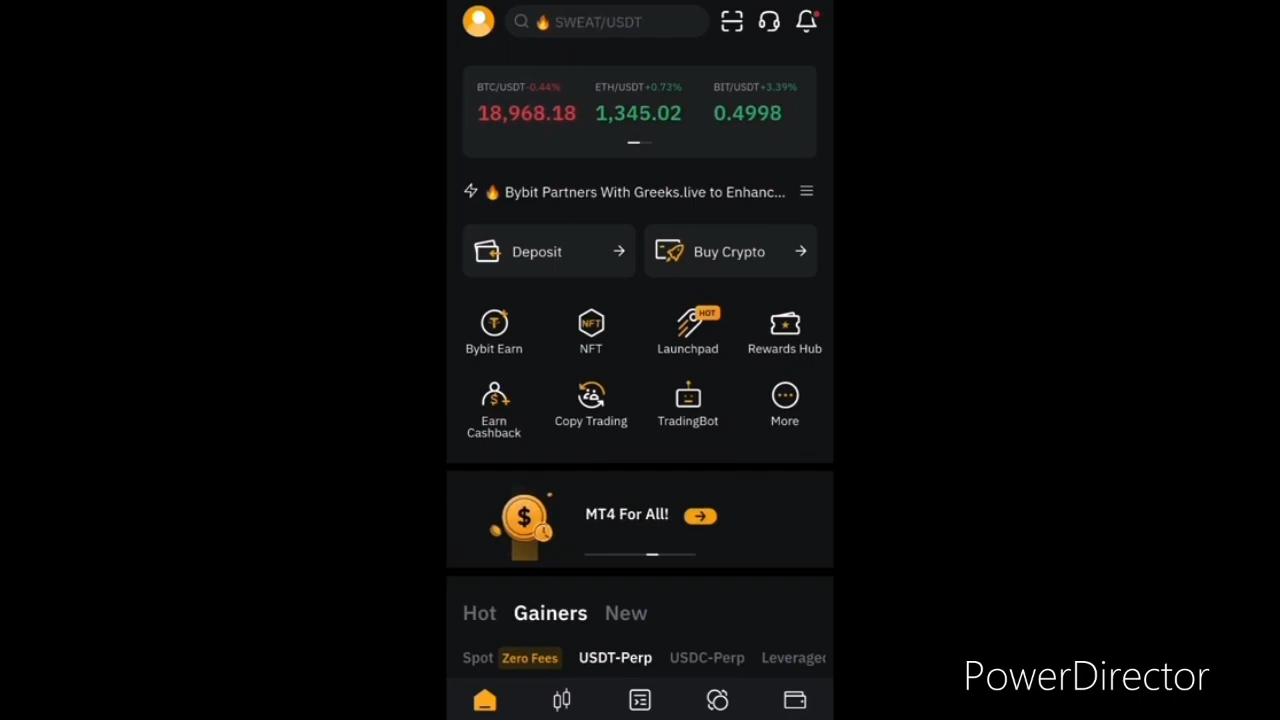 SWEAT/USDT
BTC/USDT-0.44% ETH/USDT+0.73% BIT/USDT+3.39%
18,968.18 1,345.02 0.4998
Bybit Partners With Greeks.live to Enhanc...
Deposit Buy Crypto
NFT HOT
Bybit Earn NFT Launchpad Rewards Hub
Earn Copy Trading TradingBot More
Cashback
MT4 For All!
Hot Gainers New
Spot Zero Fees USDT-Perp USDC-Perp Leveraged
PowerDirector